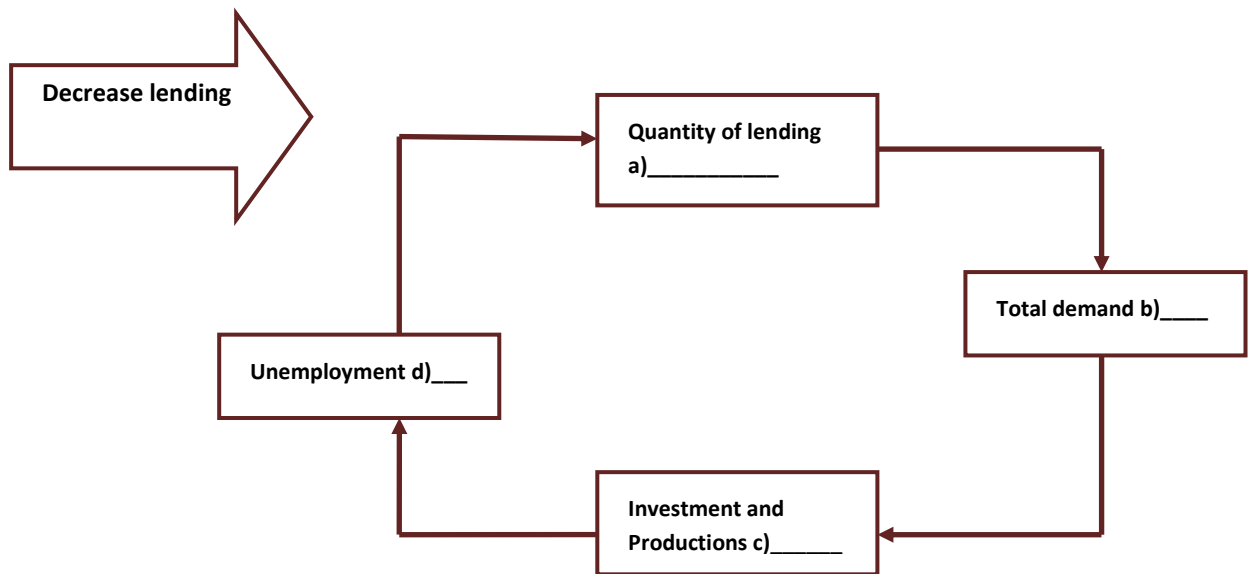 Decrease lending
Quantity of lending
a)___________
Total demand b)____
Unemployment d)___
Investment and
Productions c)______